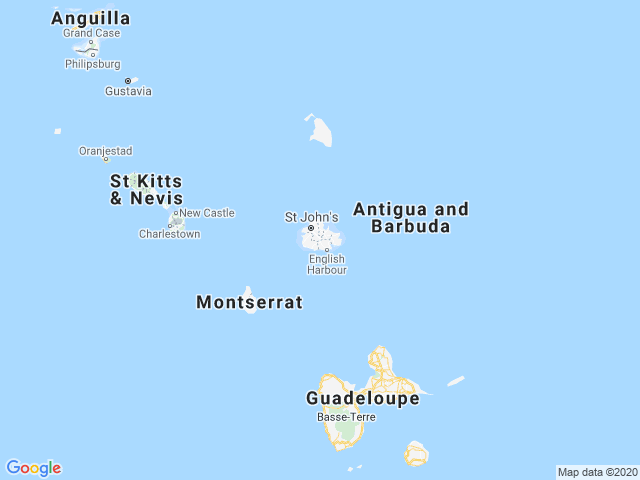 Anguilla
Grand Case
Philipsburg
Gustavia
Oranjestad
St Kitts
& Nevis
New Castle
Charlestown
St John's
Antigua and
Barbuda
English
Harbour
Montserrat
Guadeloupe
Basse-Terre
Google
Map data ©2020